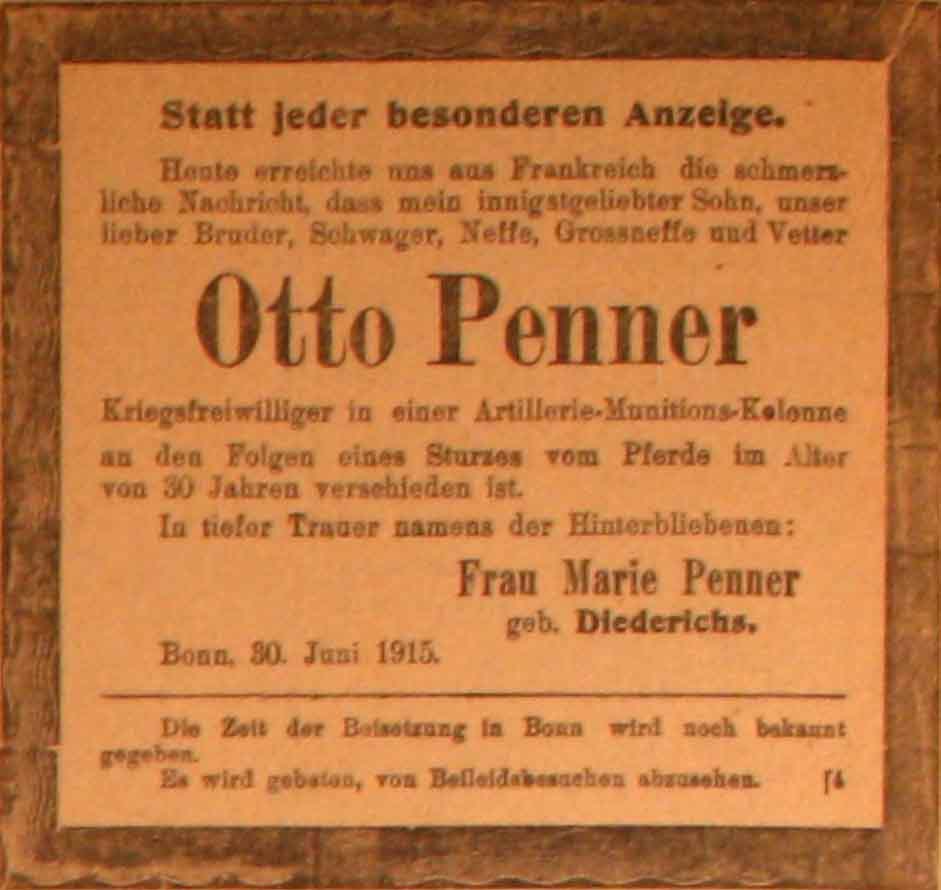 Statt jeder besonderen Anzeige.
Heute erreichte uns aus Frankreich die schmerz-
liche Nachricht, dass mein innigstgeliebter Sohn, unser
lieber Bruder, Schwager, Neffe, Grossneffe und Vetter
Otto Penner
Kriegsfreiwilliger in einer Artillerie-Munitions-Kolonne
an den Folgen eines Sturzes vom Pferde im Alter
von 30 Jahren verschieden ist.
In tiefer Trauer namens der Hinterbliebenen:
Frau Marie Penner
geb. Diederichs.
Bonn, 30. Juni 1915.
Die Zeit der Beisetzung in Bonn wird noch bekannt
gegeben.
Es wird gebeten, von Beileidsbesuchen abzusehen.